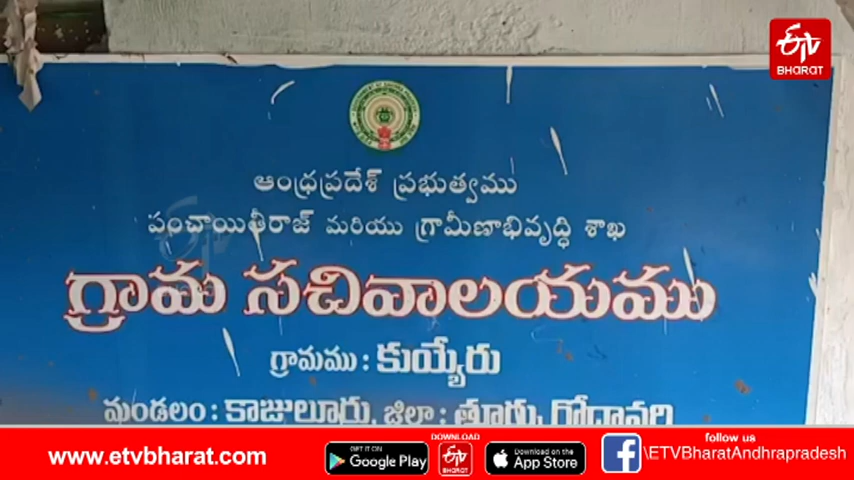 ETV
BHARAT
ఆంధ్రప్రదేశ్ ప్రభుత్వము
పంచాయితీరాజ్ మరియు గ్రామీణాభివృద్ధి శాఖ
గ్రామ సచివాలయము
గ్రామము : కుయ్యేరు
మండలం : కాజులూరు, జిల్లా : తూర్పు గోదావరి
www.etvbharat.com
GET IT ON
Google Play
DOWNLOAD
BHARAT
Download on the
App Store
follow us
\ETVBharatAndhrapradesh